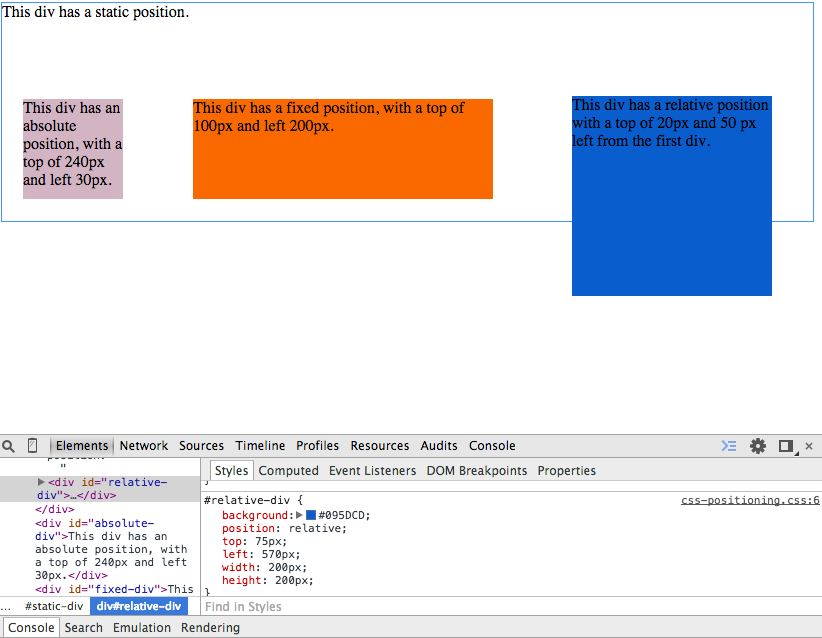 This div has a static position.
This div has an
absolute
position, with a
top of 240px
and left 30px.
This div has a fixed position, with a top of
100px and left 200px.
This div has a relative position
with a top of 20px and 50 px
left from the first div.
Elements Network Sources Timeline Profiles Resources Audits Console
"
<div id="relative-
div">…</div>
</div>
<div id="absolute-
div">This div has an
absolute position, with
a top of 240px and left
30px.</div>
<div id="fixed-div">This
... #static-div div#relative-div
Styles Computed Event Listeners DOM Breakpoints Properties
}
#relative-div { css-positioning.css:6
background: #095DCD;
position: relative;
top: 75px;
left: 570px;
width: 200px;
height: 200px;
}
Find in Styles
Console Search Emulation Rendering